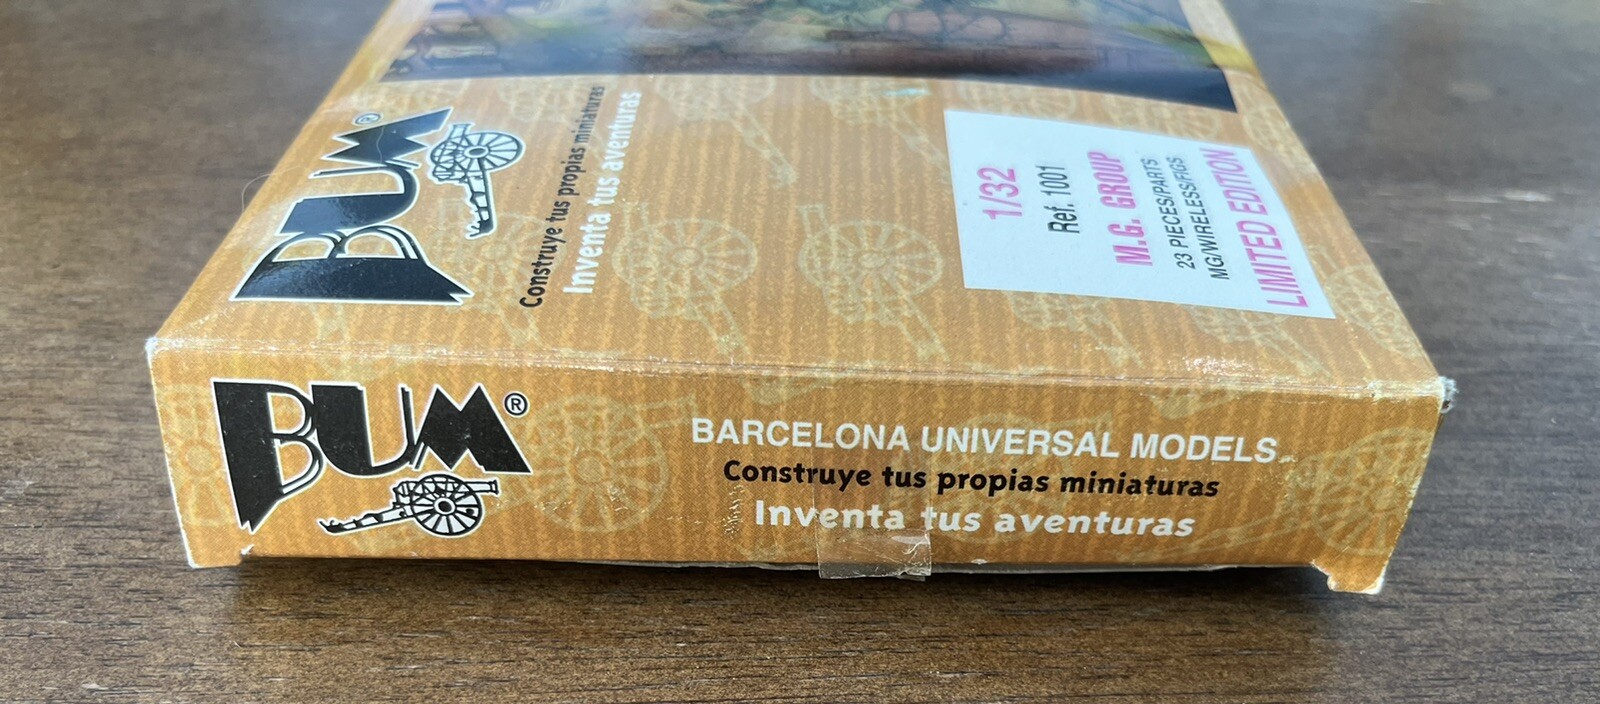 BUM®
Construye tus propias miniaturas
Inventa tus aventuras
1/32
Ref. 1001
M.G. GROUP
23 PIECES/PARTS
MG/WIRELESS/FIGS
LIMITED EDITION
BUM®
BARCELONA UNIVERSAL MODELS
Construye tus propias miniaturas
Inventa tus aventuras